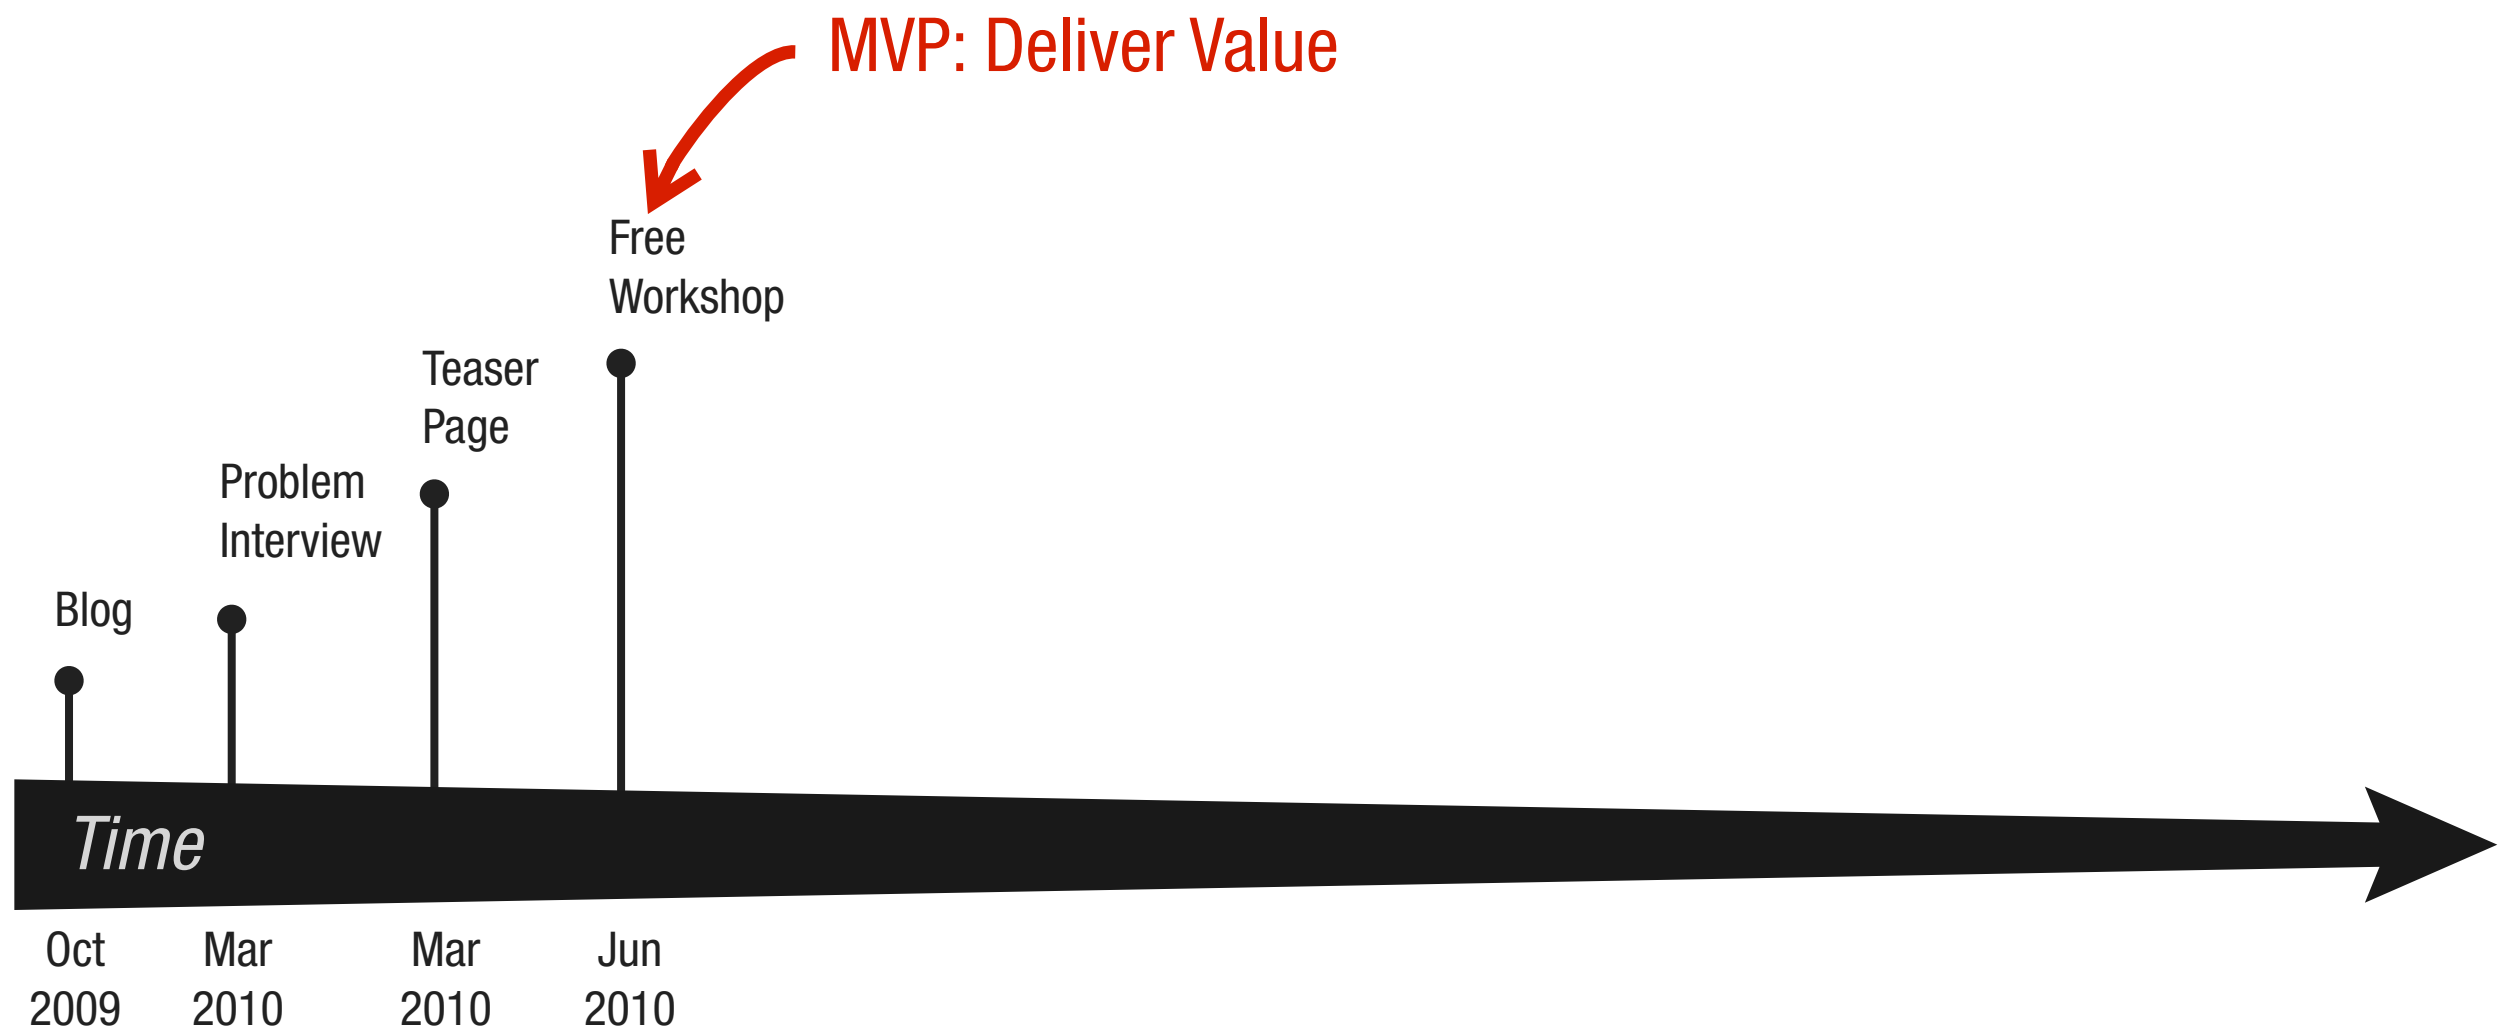 MVP: Deliver Value
Free
Workshop
Teaser
Page
Problem
Interview
Blog
Time
Oct
2009
Mar
2010
Mar
2010
Jun
2010